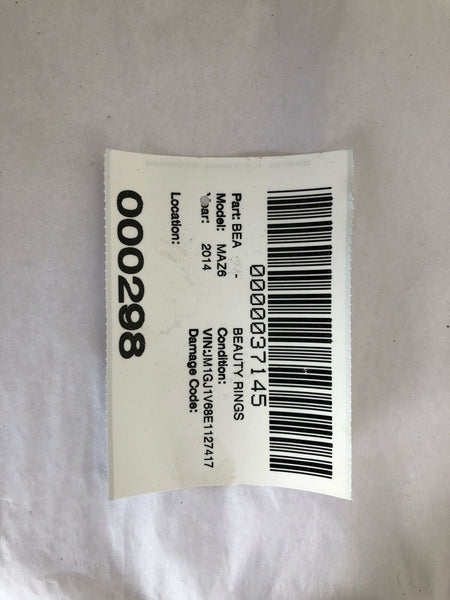 0000037145
Part: BEA - BEAUTY RINGS
Model: MAZ6 Condition:
Year: 2014 VIN:JM1GJ1V68E1127417
Damage Code:
Location:
000298